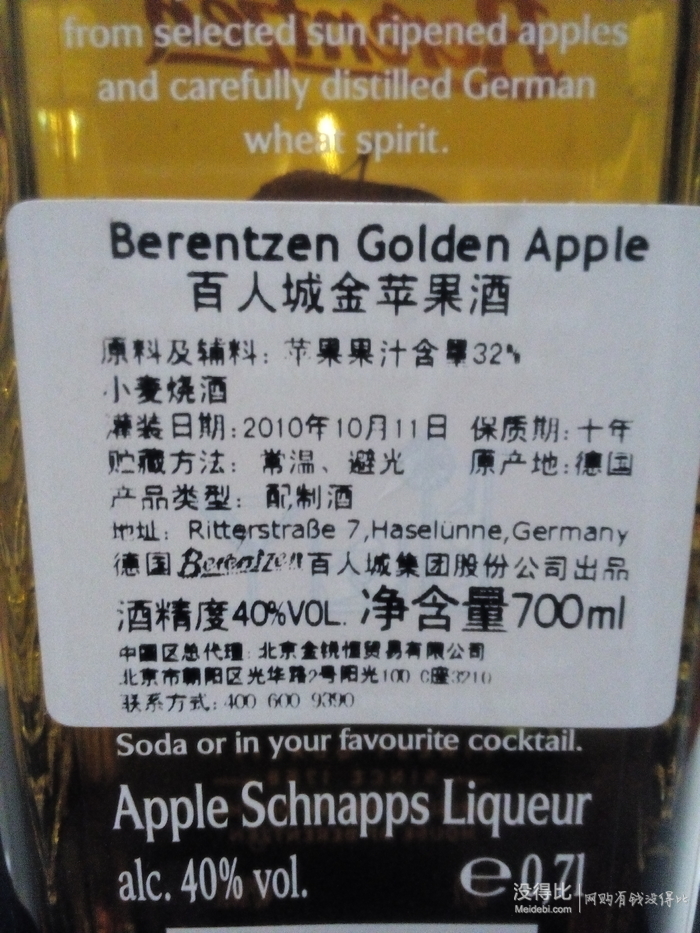 from selected sun ripened apples
and carefully distilled German
wheat spirit.
Berentzen Golden Apple
百人城金苹果酒
原料及辅料: 苹果果汁含量32%
小麦烧酒
灌装日期:2010年10月11日 保质期:十年
贮藏方法: 常温、避光 原产地:德国
产品类型: 配制酒
地址: Ritterstraße 7,Haselünne,Germany
德国Berentzen百人城集团股份公司出品
酒精度40%VOL. 净含量700ml
中国区总代理: 北京金锐恒贸易有限公司
北京市朝阳区光华路2号阳光100 C座3210
联系方式: 400 600 9390
Soda or in your favourite cocktail.
Apple Schnapps Liqueur
alc. 40% vol. ℮ 0,7l
没得比 网购有钱没得比
Meidebi.com